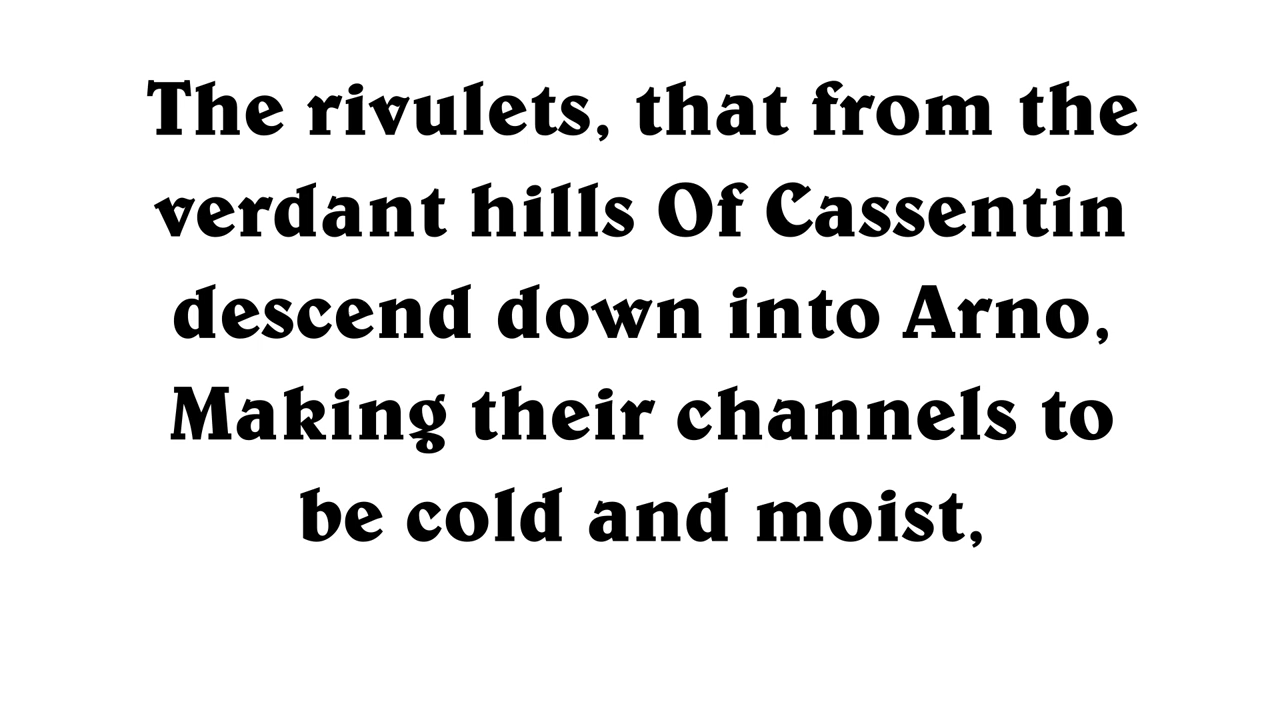 The rivulets, that from the
verdant hills Of Cassentin
descend down into Arno,
Making their channels to
be cold and moist,